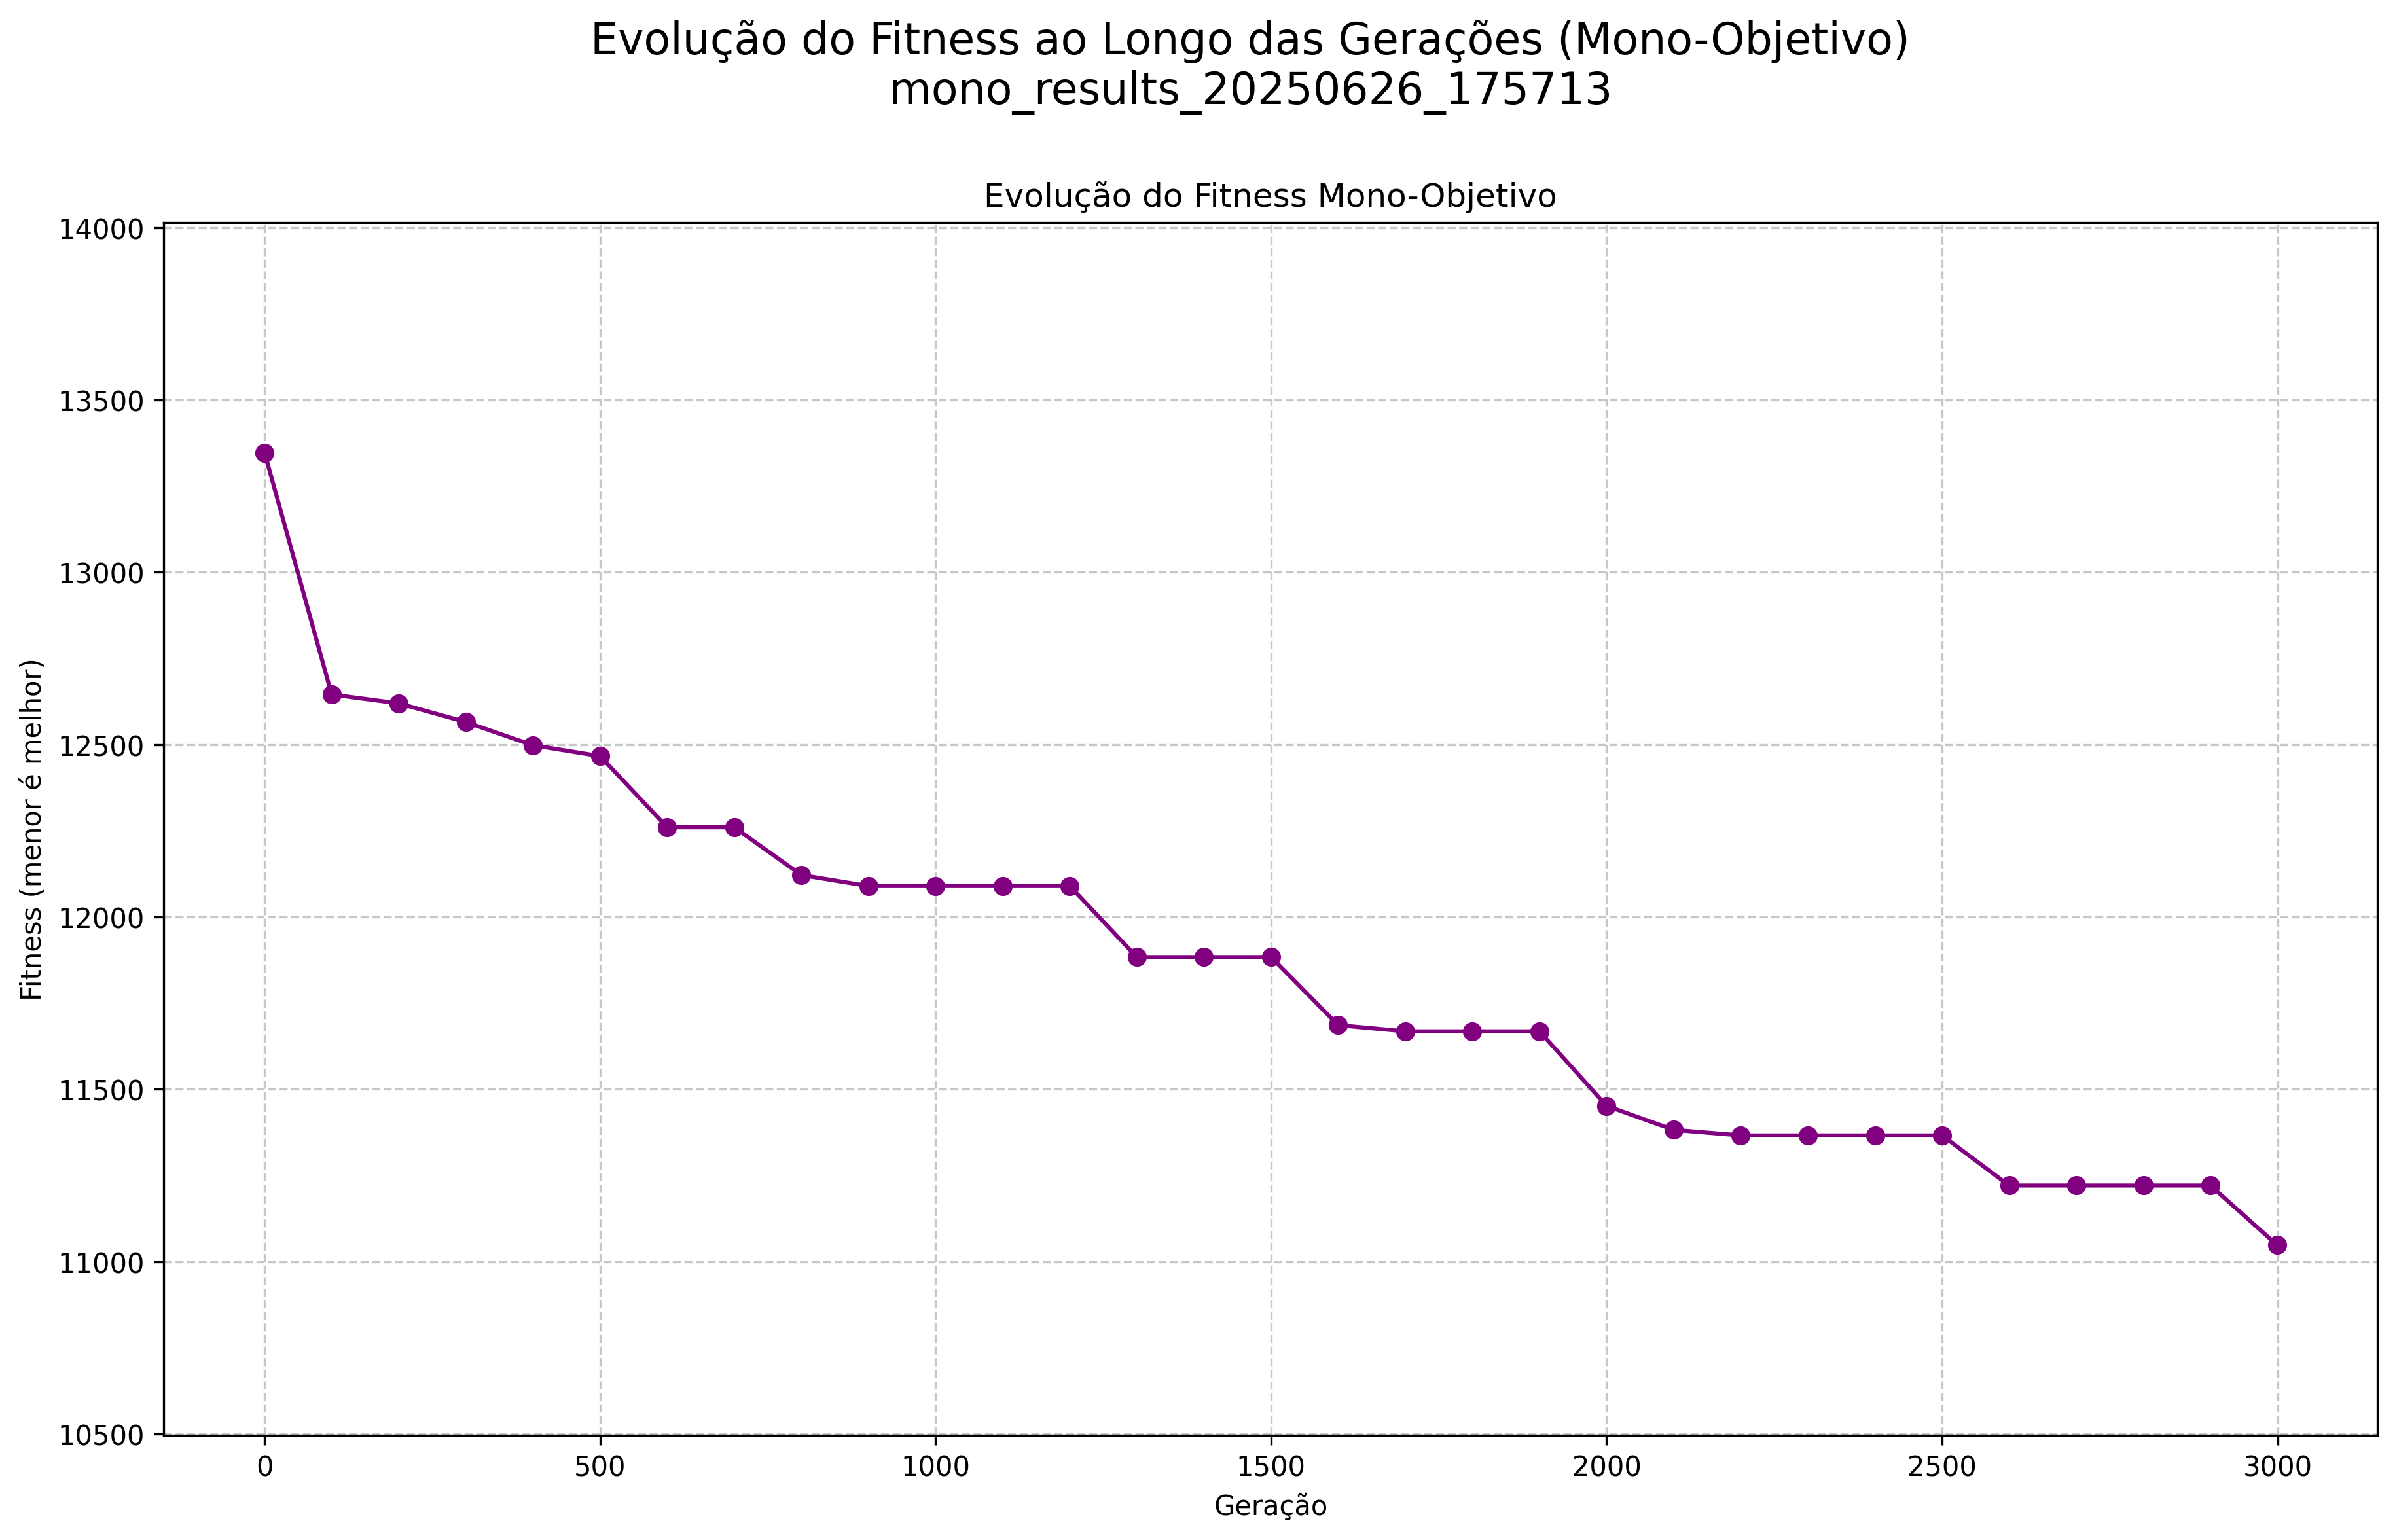 Evolução do Fitness ao Longo das Gerações (Mono-Objetivo)
mono_results_20250626_175713
Evolução do Fitness Mono-Objetivo
14000
13500
13000
12500
12000
11500
11000
10500
Fitness (menor é melhor)
0 500 1000 1500 2000 2500 3000
Geração